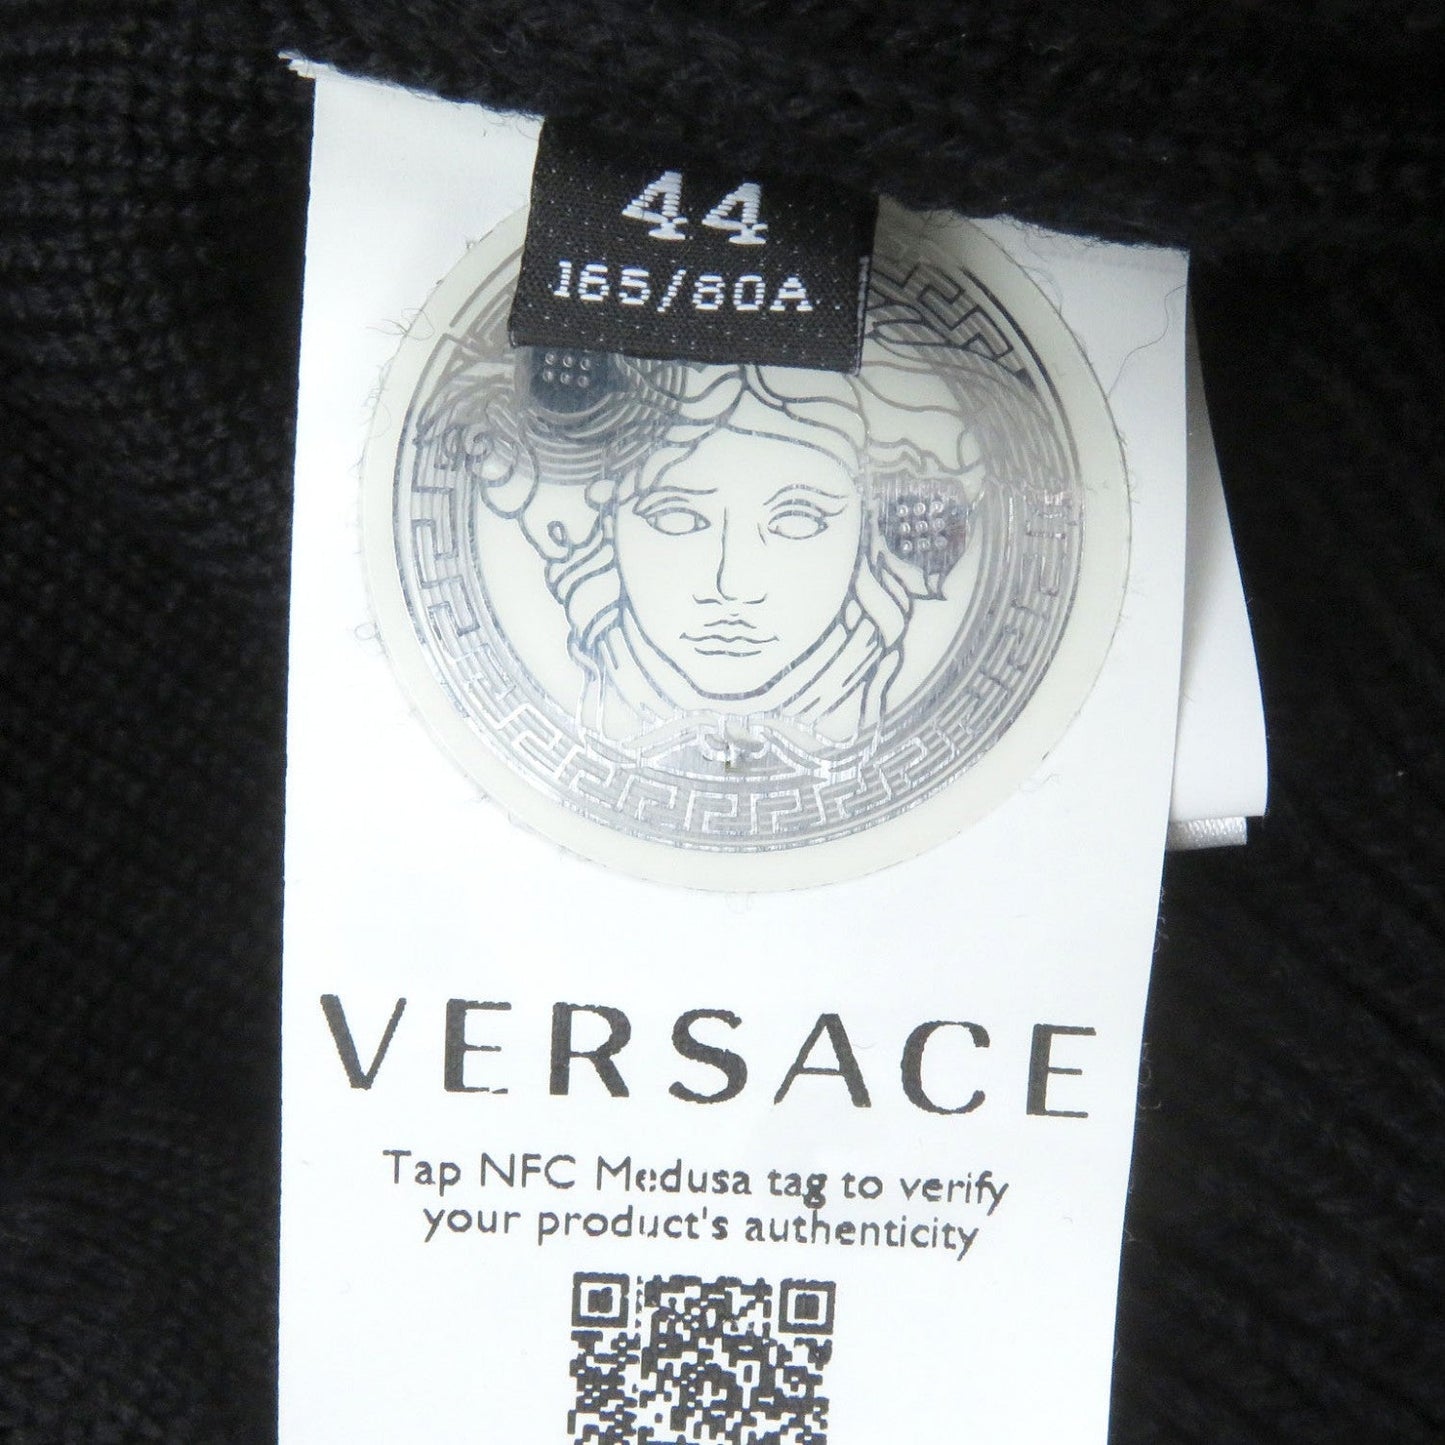 44
165/80A
VERSACE
Tap NFC Medusa tag to verify
your product's authenticity